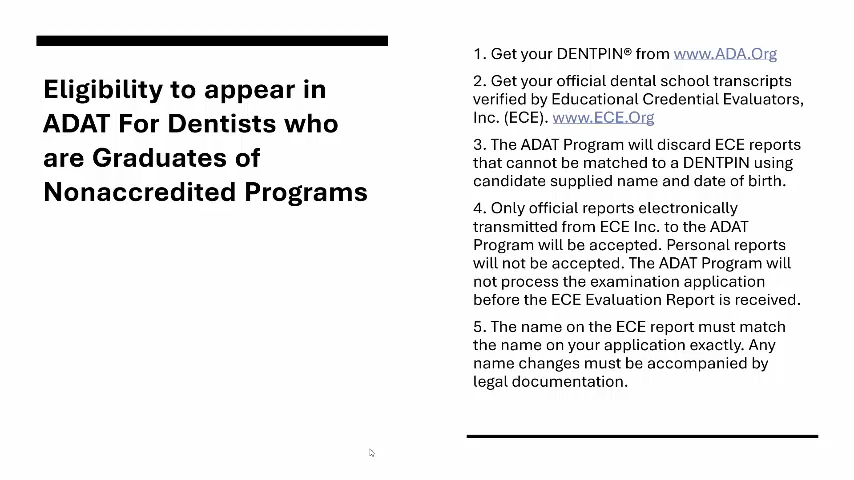 Eligibility to appear in
ADAT For Dentists who
are Graduates of
Nonaccredited Programs
1. Get your DENTPIN® from www.ADA.Org
2. Get your official dental school transcripts
verified by Educational Credential Evaluators,
Inc. (ECE). www.ECE.Org
3. The ADAT Program will discard ECE reports
that cannot be matched to a DENTPIN using
candidate supplied name and date of birth.
4. Only official reports electronically
transmitted from ECE Inc. to the ADAT
Program will be accepted. Personal reports
will not be accepted. The ADAT Program will
not process the examination application
before the ECE Evaluation Report is received.
5. The name on the ECE report must match
the name on your application exactly. Any
name changes must be accompanied by
legal documentation.